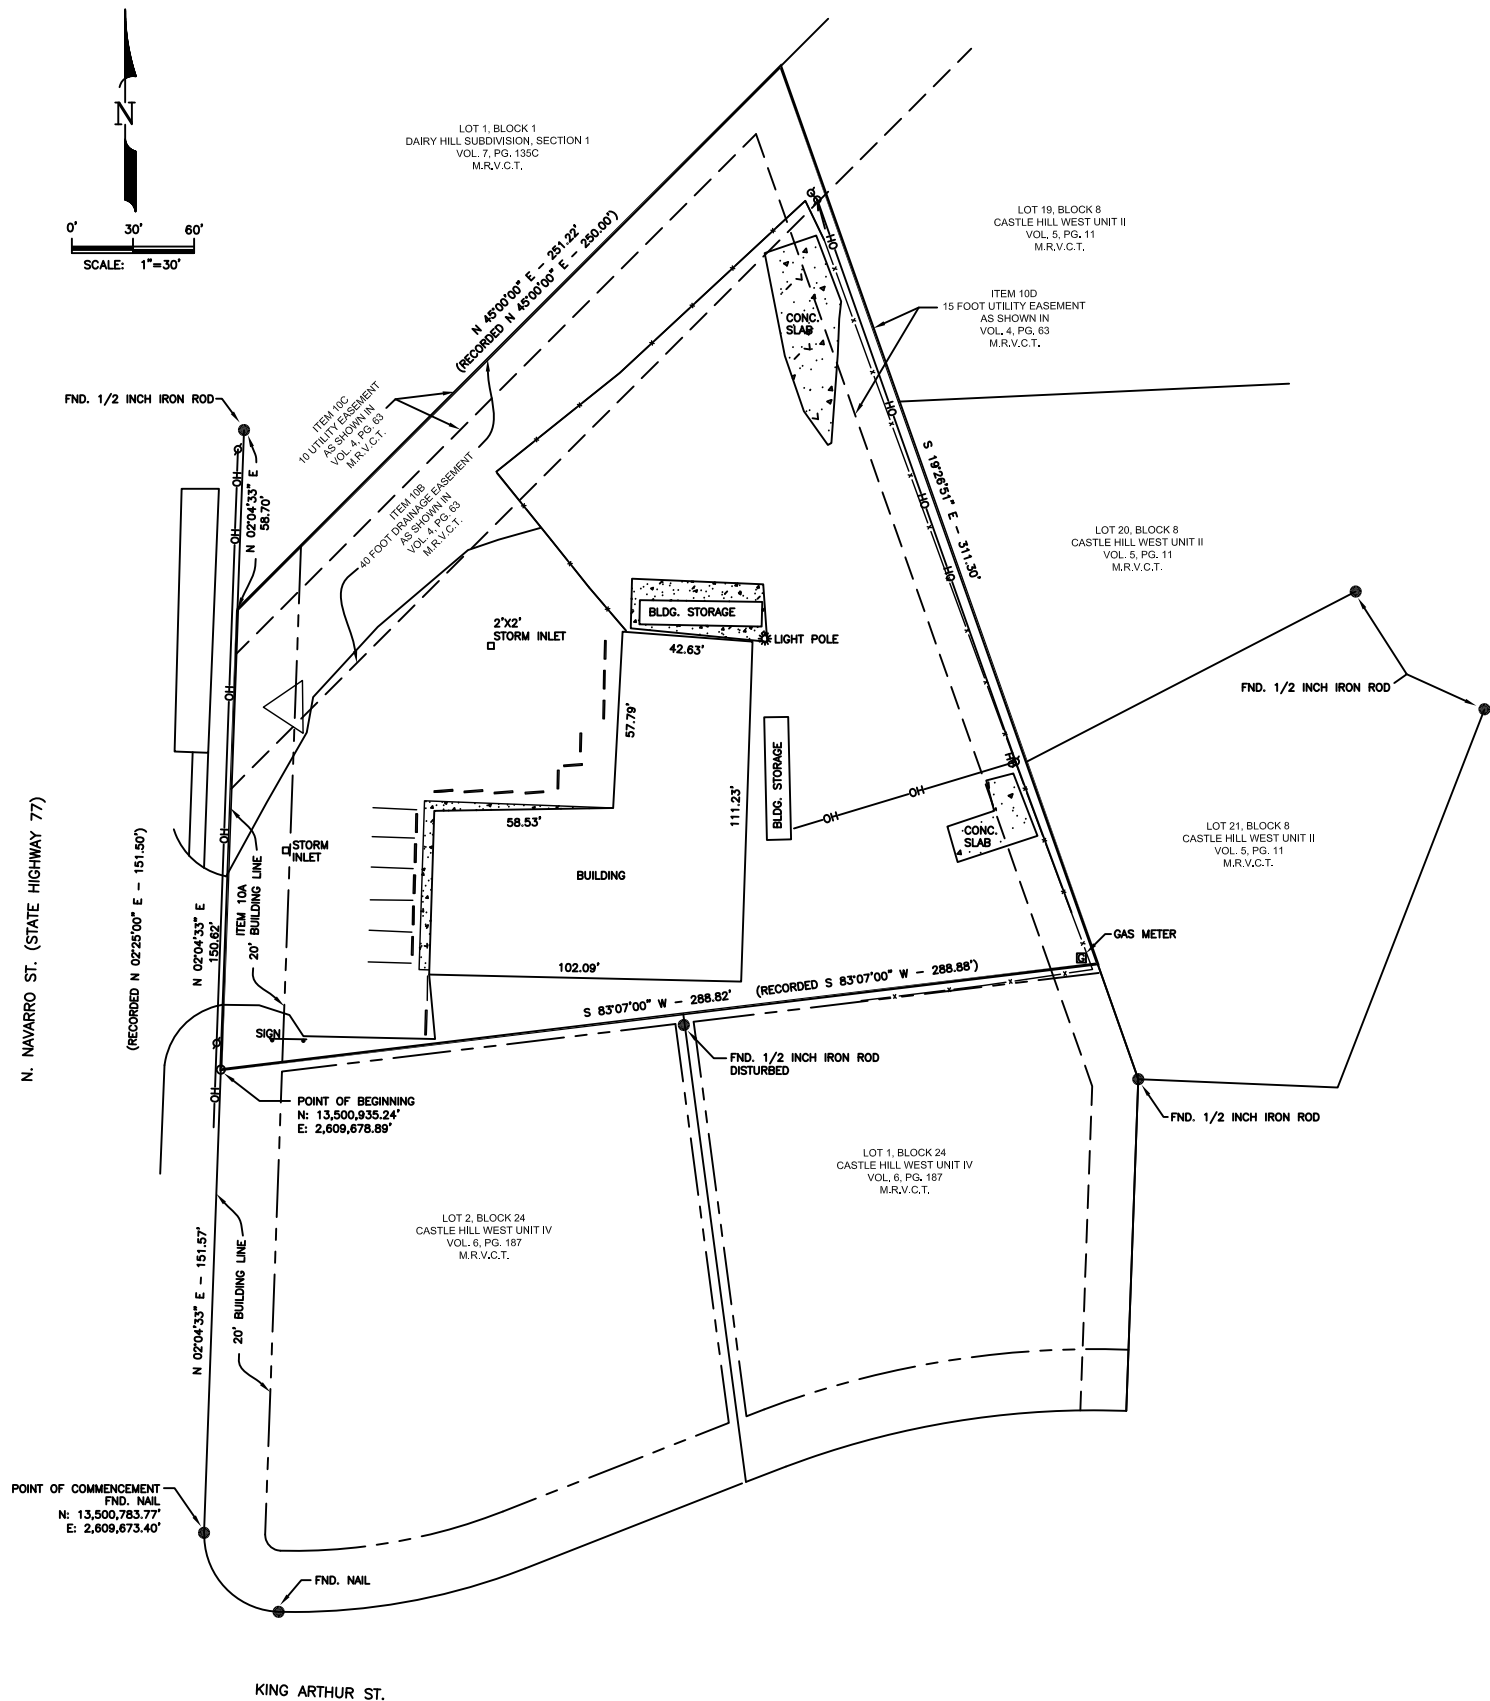 N
0' 30' 60'
SCALE: 1"=30'
LOT 1, BLOCK 1
DAIRY HILL SUBDIVISION, SECTION 1
VOL. 7, PG. 135C
M.R.V.C.T.
LOT 19, BLOCK 8
CASTLE HILL WEST UNIT II
VOL. 5, PG. 11
M.R.V.C.T.
N 45°00'00" E - 251.22'
(RECORDED N 45°00'00" E - 250.00')
ITEM 10D
15 FOOT UTILITY EASEMENT
AS SHOWN IN
VOL. 4, PG. 63
M.R.V.C.T.
CONC.
SLAB
OH
OH
OH
OH
FND. 1/2 INCH IRON ROD
ITEM 10C
10 UTILITY EASEMENT
AS SHOWN IN
VOL. 4, PG. 63
M.R.V.C.T.
ITEM 10B
40 FOOT DRAINAGE EASEMENT
AS SHOWN IN
VOL. 4, PG. 63
M.R.V.C.T.
N 02°04'33" E
58.70'
OH
OH
OH
OH
S 19°26'51" E - 311.30'
LOT 20, BLOCK 8
CASTLE HILL WEST UNIT II
VOL. 5, PG. 11
M.R.V.C.T.
BLDG. STORAGE
2'X2'
STORM INLET
LIGHT POLE
42.63'
57.79'
FND. 1/2 INCH IRON ROD
BLDG. STORAGE
OH
OH
OH
111.23'
58.53'
CONC.
SLAB
LOT 21, BLOCK 8
CASTLE HILL WEST UNIT II
VOL. 5, PG. 11
M.R.V.C.T.
STORM
INLET
BUILDING
N. NAVARRO ST. (STATE HIGHWAY 77)
(RECORDED N 02°25'00" E - 151.50')
N 02°04'33" E
150.62'
ITEM 10A
20' BUILDING LINE
102.09'
GAS METER
G
S 83°07'00" W - 288.82' (RECORDED S 83°07'00" W - 288.88')
SIGN
FND. 1/2 INCH IRON ROD
DISTURBED
OH
POINT OF BEGINNING
N: 13,500,935.24'
E: 2,609,678.89'
FND. 1/2 INCH IRON ROD
LOT 1, BLOCK 24
CASTLE HILL WEST UNIT IV
VOL. 6, PG. 187
M.R.V.C.T.
LOT 2, BLOCK 24
CASTLE HILL WEST UNIT IV
VOL. 6, PG. 187
M.R.V.C.T.
N 02°04'33" E - 151.57'
20' BUILDING LINE
POINT OF COMMENCEMENT
FND. NAIL
N: 13,500,783.77'
E: 2,609,673.40'
FND. NAIL
KING ARTHUR ST.